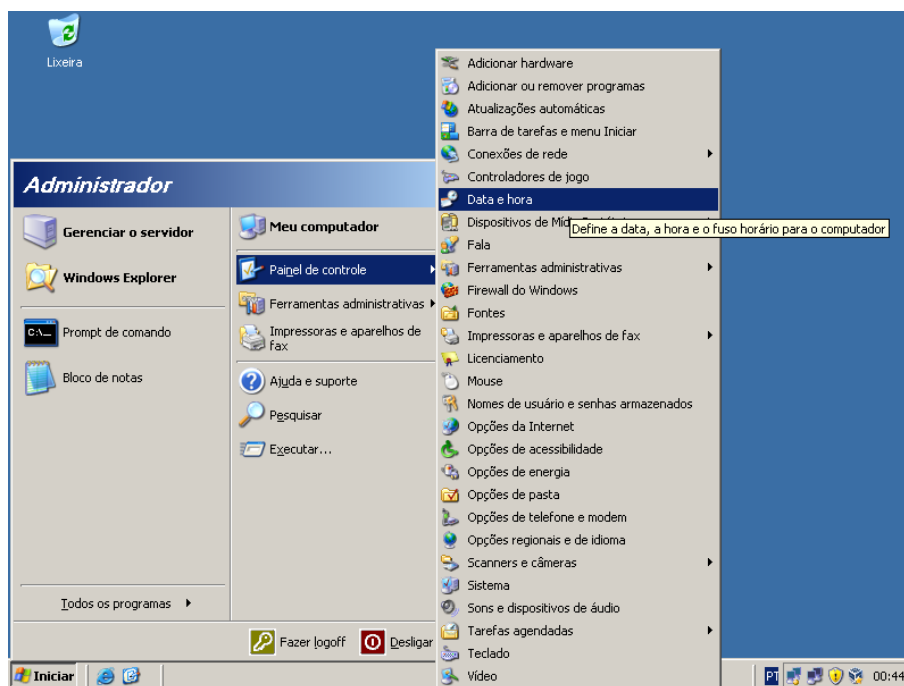 Lixeira
Administrador
Gerenciar o servidor
Windows Explorer
Prompt de comando
Bloco de notas
Todos os programas
Meu computador
Painel de controle
Ferramentas administrativas
Impressoras e aparelhos de
fax
Ajuda e suporte
Pesquisar
Executar...
Fazer logoff
Desligar
Adicionar hardware
Adicionar ou remover programas
Atualizações automáticas
Barra de tarefas e menu Iniciar
Conexões de rede
Controladores de jogo
Data e hora
Dispositivos de
Define a data, a hora e o fuso horário para o computador
Fala
Ferramentas administrativas
Firewall do Windows
Fontes
Impressoras e aparelhos de fax
Licenciamento
Mouse
Nomes de usuário e senhas armazenados
Opções da Internet
Opções de acessibilidade
Opções de energia
Opções de pasta
Opções de telefone e modem
Opções regionais e de idioma
Scanners e câmeras
Sistema
Sons e dispositivos de áudio
Tarefas agendadas
Teclado
Vídeo
Iniciar
PT
00:44